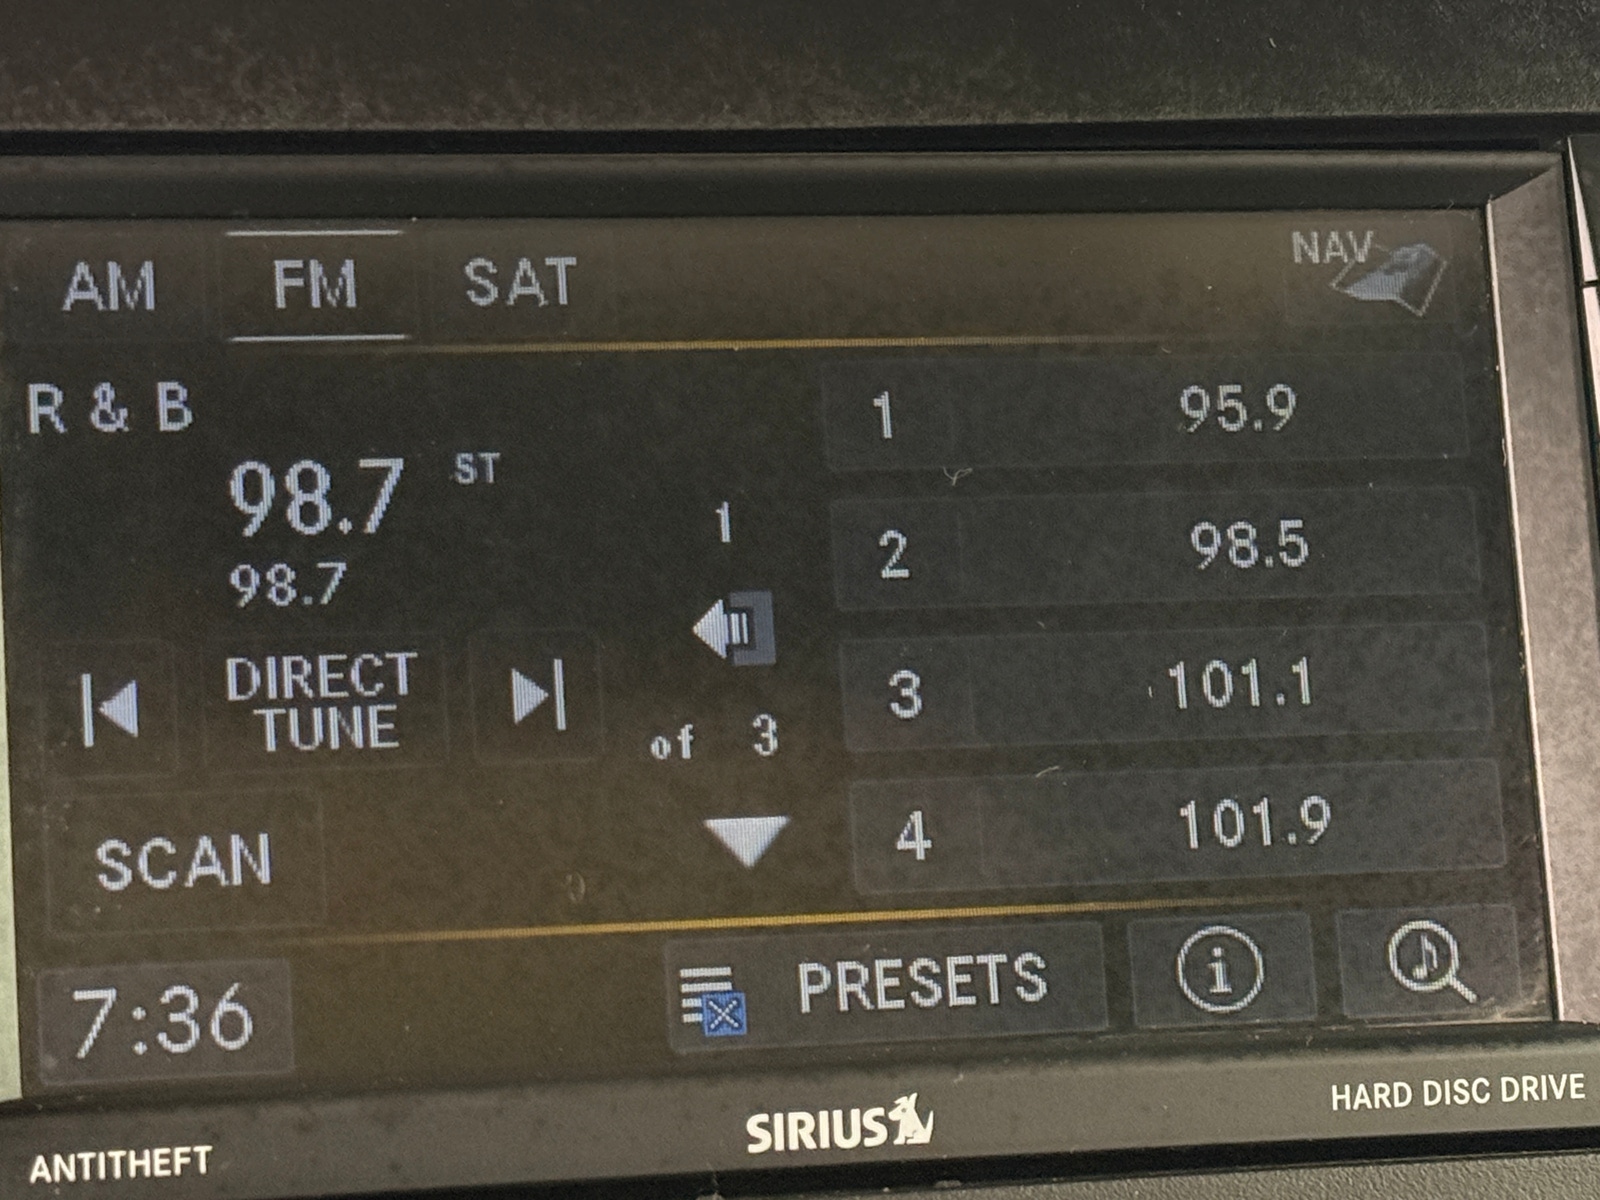 AM FM SAT NAV
R & B
98.7 ST
98.7
DIRECT
TUNE
SCAN
1
of 3
1 95.9
2 98.5
3 101.1
4 101.9
7:36 PRESETS i
ANTITHEFT SIRIUS HARD DISC DRIVE